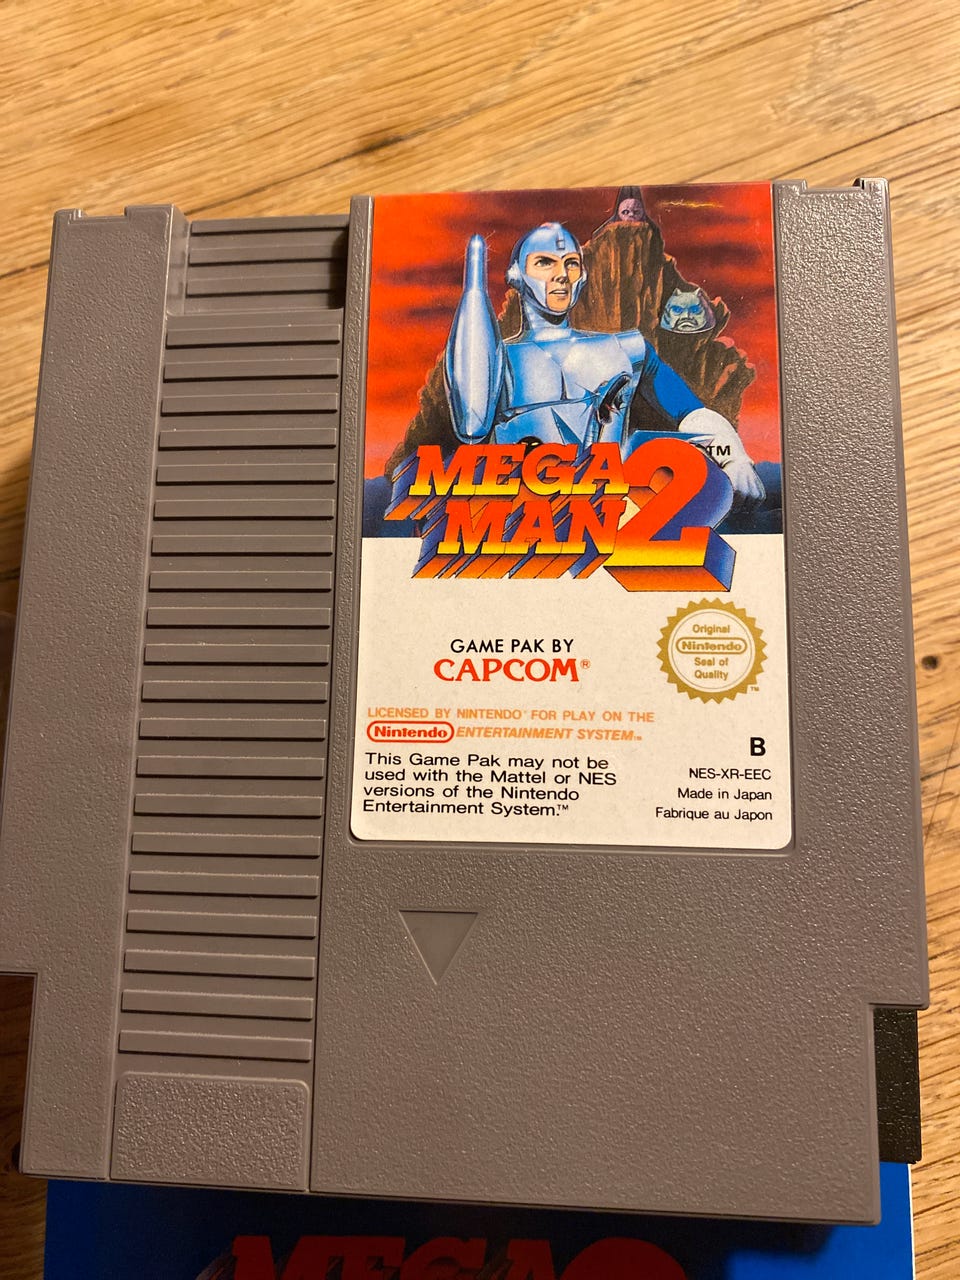 MEGA
MAN 2™
GAME PAK BY
CAPCOM®
Original
Nintendo
Seal of
Quality
™
LICENSED BY NINTENDO® FOR PLAY ON THE
Nintendo ENTERTAINMENT SYSTEM™
This Game Pak may not be
used with the Mattel or NES
versions of the Nintendo
Entertainment System.™
B
NES-XR-EEC
Made in Japan
Fabrique au Japon
MEGA